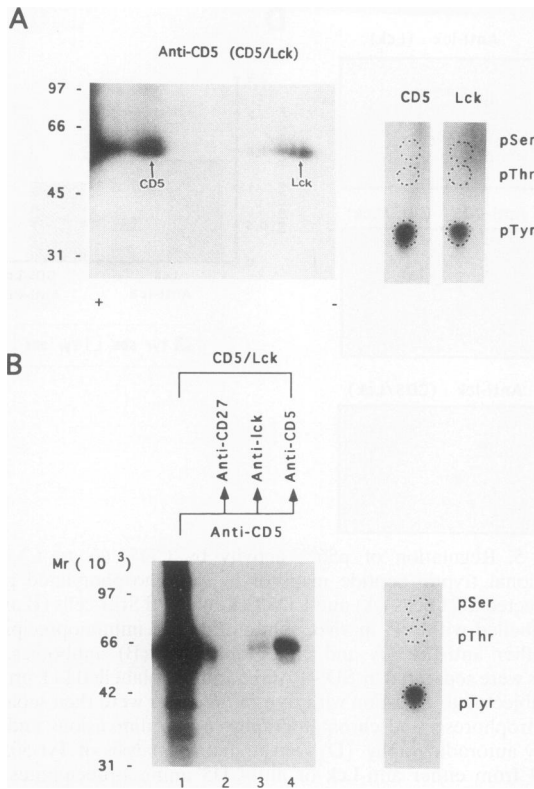 A
Anti-CD5 (CD5/Lck)
97 -
66 -
45 -
31 -
CD5
Lck
+
-
CD5 Lck
pSer
pThr
pTyr
B
CD5/Lck
Anti-CD27
Anti-lck
Anti-CD5
Anti-CD5
Mr ( 10 3)
97 -
66 -
42 -
31 -
1 2 3 4
pSer
pThr
pTyr